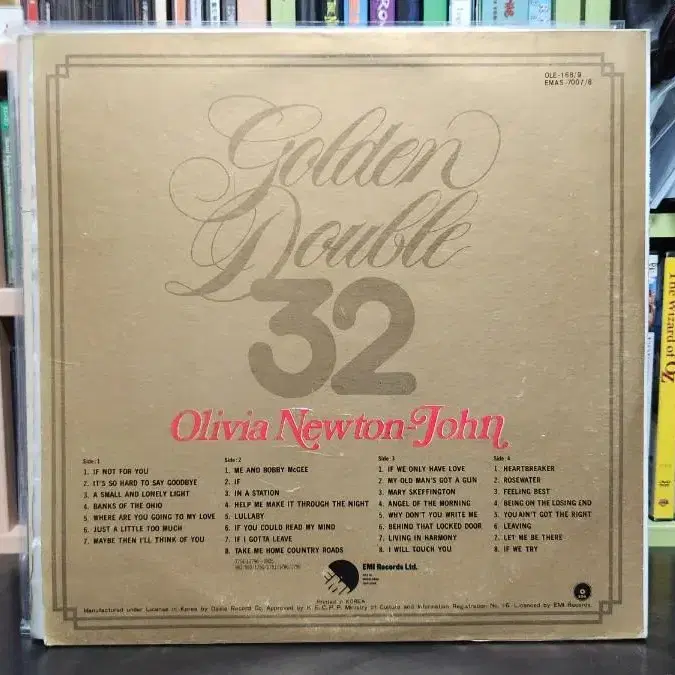 OLE-168/9
EMAS-7007/8
Golden
Double
32
Olivia Newton-John
Side:1
1. IF NOT FOR YOU
2. IT'S SO HARD TO SAY GOODBYE
3. A SMALL AND LONELY LIGHT
4. BANKS OF THE OHIO
5. WHERE ARE YOU GOING TO MY LOVE
6. JUST A LITTLE TOO MUCH
7. MAYBE THEN I'LL THINK OF YOU
Side:2
1. ME AND BOBBY McGEE
2. IF
3. IN A STATION
4. HELP ME MAKE IT THROUGH THE NIGHT
5. LULLABY
6. IF YOU COULD READ MY MIND
7. IF I GOTTA LEAVE
8. TAKE ME HOME COUNTRY ROADS
Side:3
1. IF WE ONLY HAVE LOVE
2. MY OLD MAN'S GOT A GUN
3. MARY SKEFFINGTON
4. ANGEL OF THE MORNING
5. WHY DON'T YOU WRITE ME
6. BEHIND THAT LOCKED DOOR
7. LIVING IN HARMONY
8. I WILL TOUCH YOU
Side:4
1. HEARTBREAKER
2. ROSEWATER
3. FEELING BEST
4. BEING ON THE LOSING END
5. YOU AIN'T GOT THE RIGHT
6. LEAVING
7. LET ME BE THERE
8. IF WE TRY
EMI
EMI Records Ltd.
Printed in KOREA
Manufactured under License in Korea by Oasis Record Co. Approved by K.E.C.P.P. Ministry of Culture and Information Registration No. 16. Licensed by EMI Records.
The Wizard of Oz
DVD